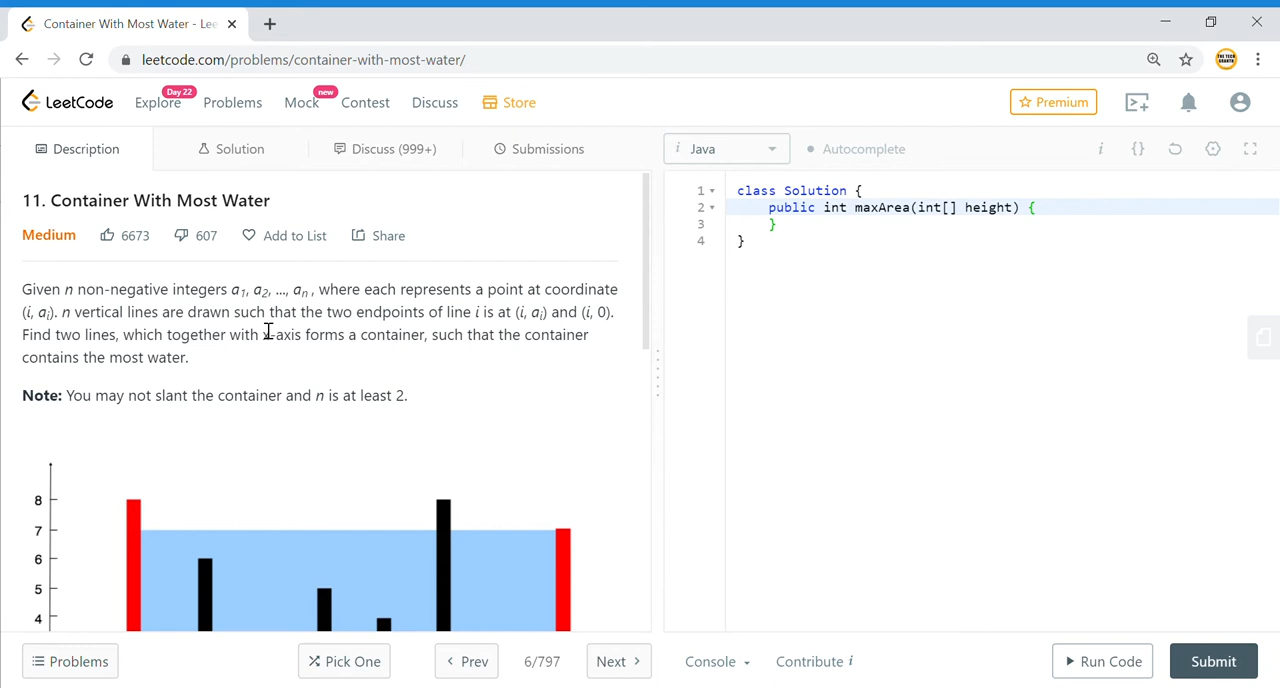 Container With Most Water - Lee
leetcode.com/problems/container-with-most-water/
THE TECH GRANTH
LeetCode
Explore
Day 22
Problems
Mock
new
Contest
Discuss
Store
Premium
Description
Solution
Discuss (999+)
Submissions
i Java
Autocomplete
i
{}
11. Container With Most Water
Medium
6673
607
Add to List
Share
Given n non-negative integers a1, a2, ..., an , where each represents a point at coordinate
(i, ai). n vertical lines are drawn such that the two endpoints of line i is at (i, ai) and (i, 0).
Find two lines, which together with x-axis forms a container, such that the container
contains the most water.
Note: You may not slant the container and n is at least 2.
8
7
6
5
4
1 class Solution {
2 public int maxArea(int[] height) {
3 }
4 }
Problems
Pick One
Prev
6/797
Next
Console
Contribute i
Run Code
Submit